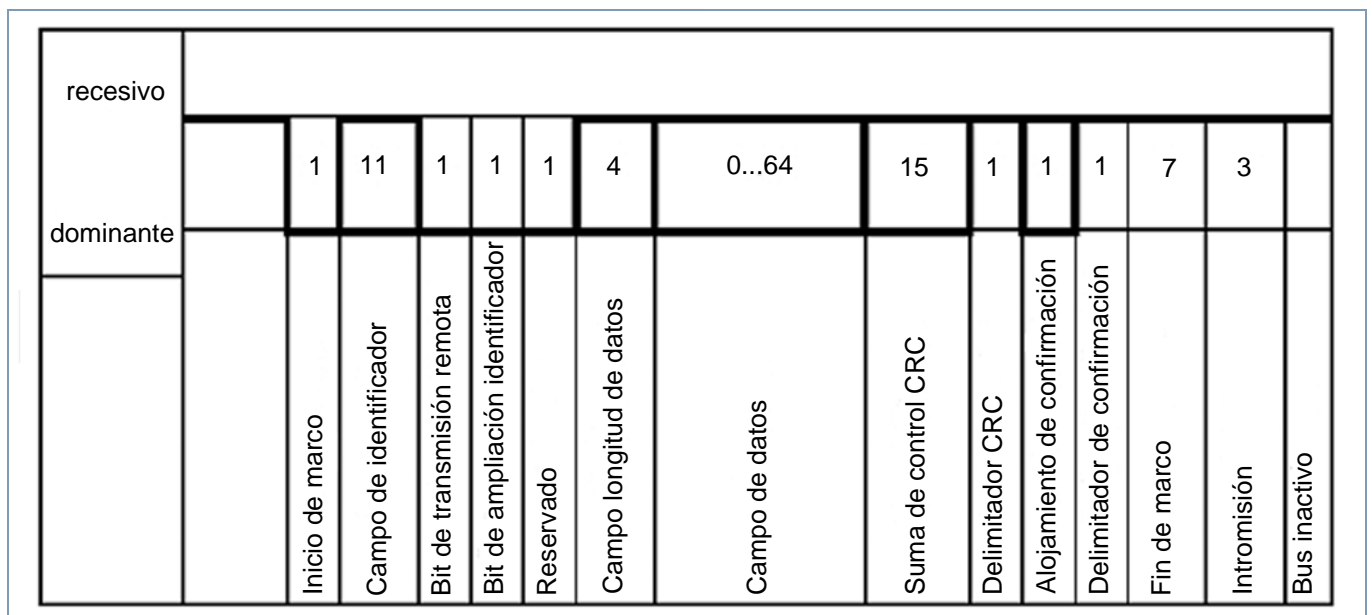 recesivo
1 11 1 1 1 4 0...64 15 1 1 1 7 3
dominante
Inicio de marco
Campo de identificador
Bit de transmisión remota
Bit de ampliación identificador
Reservado
Campo longitud de datos
Campo de datos
Suma de control CRC
Delimitador CRC
Alojamiento de confirmación
Delimitador de confirmación
Fin de marco
Intromisión
Bus inactivo